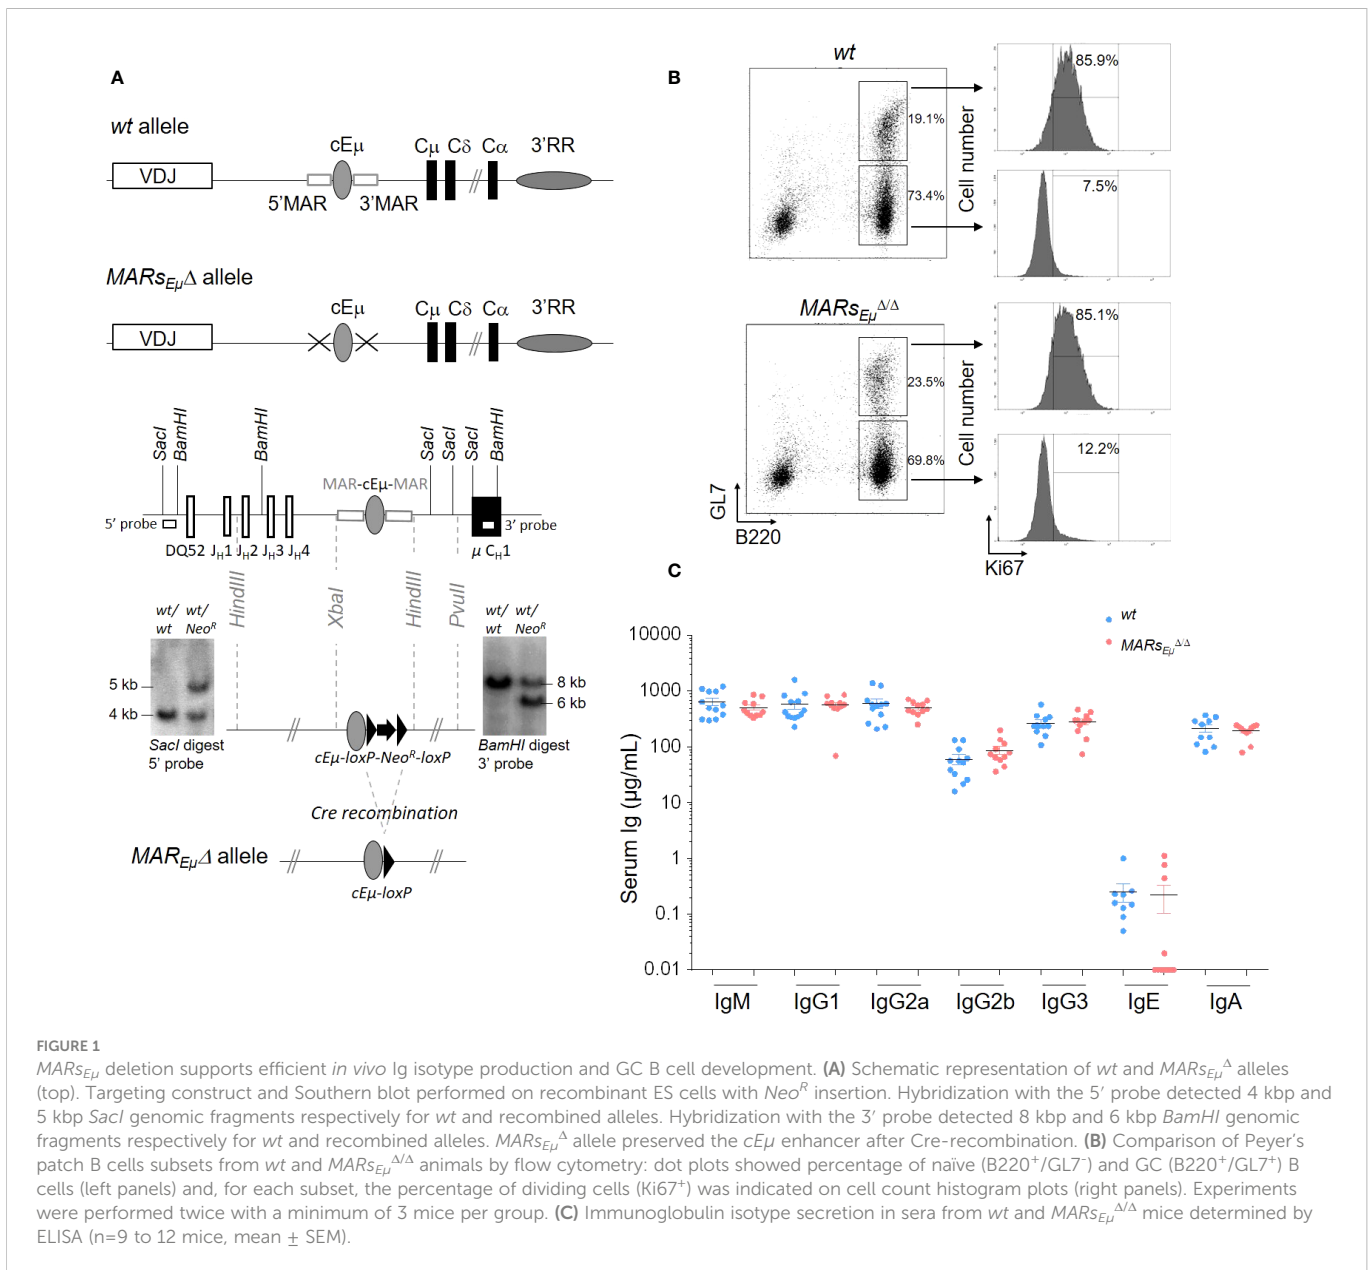 A
wt allele
cEμ
Cμ Cδ Cα
3'RR
VDJ
5'MAR
3'MAR
MARsEμΔ allele
cEμ
Cμ Cδ Cα
3'RR
VDJ
SacI
BamHI
BamHI
SacI
SacI
SacI
BamHI
MAR-cEμ-MAR
5' probe
3' probe
DQ52 JH1 JH2 JH3 JH4
μ CH1
HindIII
XbaI
HindIII
PvuII
wt/ wt/
wt NeoR
5 kb
4 kb
SacI digest
5' probe
wt/ wt/
wt NeoR
8 kb
6 kb
BamHI digest
3' probe
cEμ-loxP-NeoR-loxP
Cre recombination
MAREμΔ allele
cEμ-loxP
B
wt
19.1%
73.4%
Cell number
85.9%
7.5%
MARsEμΔ/Δ
23.5%
69.8%
Cell number
85.1%
12.2%
GL7
B220
Ki67
C
wt
MARsEμΔ/Δ
Serum Ig (μg/mL)
10000
1000
100
10
1
0.1
0.01
IgM IgG1 IgG2a IgG2b IgG3 IgE IgA
FIGURE 1
MARsEμ deletion supports efficient in vivo Ig isotype production and GC B cell development. (A) Schematic representation of wt and MARsEμΔ alleles
(top). Targeting construct and Southern blot performed on recombinant ES cells with NeoR insertion. Hybridization with the 5′ probe detected 4 kbp and
5 kbp SacI genomic fragments respectively for wt and recombined alleles. Hybridization with the 3′ probe detected 8 kbp and 6 kbp BamHI genomic
fragments respectively for wt and recombined alleles. MARsEμΔ allele preserved the cEμ enhancer after Cre-recombination. (B) Comparison of Peyer's
patch B cells subsets from wt and MARsEμΔ/Δ animals by flow cytometry: dot plots showed percentage of naïve (B220+/GL7-) and GC (B220+/GL7+) B
cells (left panels) and, for each subset, the percentage of dividing cells (Ki67+) was indicated on cell count histogram plots (right panels). Experiments
were performed twice with a minimum of 3 mice per group. (C) Immunoglobulin isotype secretion in sera from wt and MARsEμΔ/Δ mice determined by
ELISA (n=9 to 12 mice, mean ± SEM).